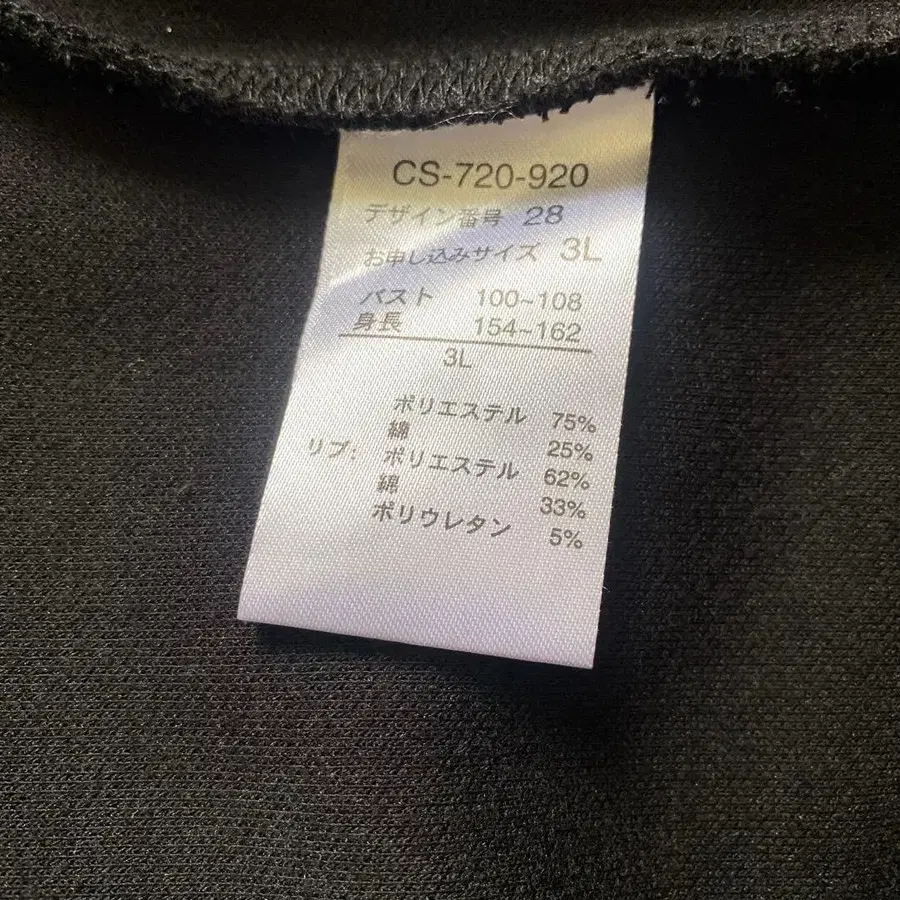 CS-720-920
デザイン番号 28
お申し込みサイズ 3L
バスト 100~108
身長 154~162
3L
ポリエステル 75%
綿 25%
リブ: ポリエステル 62%
綿 33%
ポリウレタン 5%